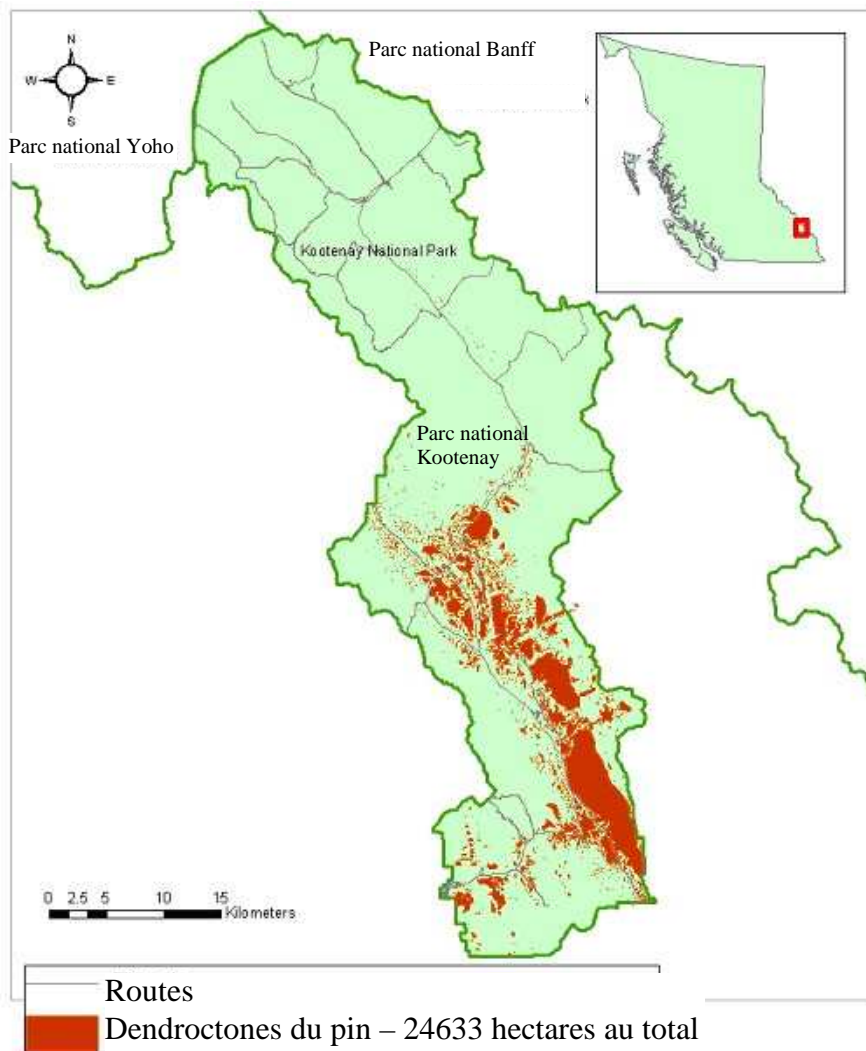 Parc national Banff
N
W E
S
Parc national Yoho
Kootenay National Park
Parc national
Kootenay
0 2.5 5 10 15
Kilometers
Routes
Dendroctones du pin – 24633 hectares au total